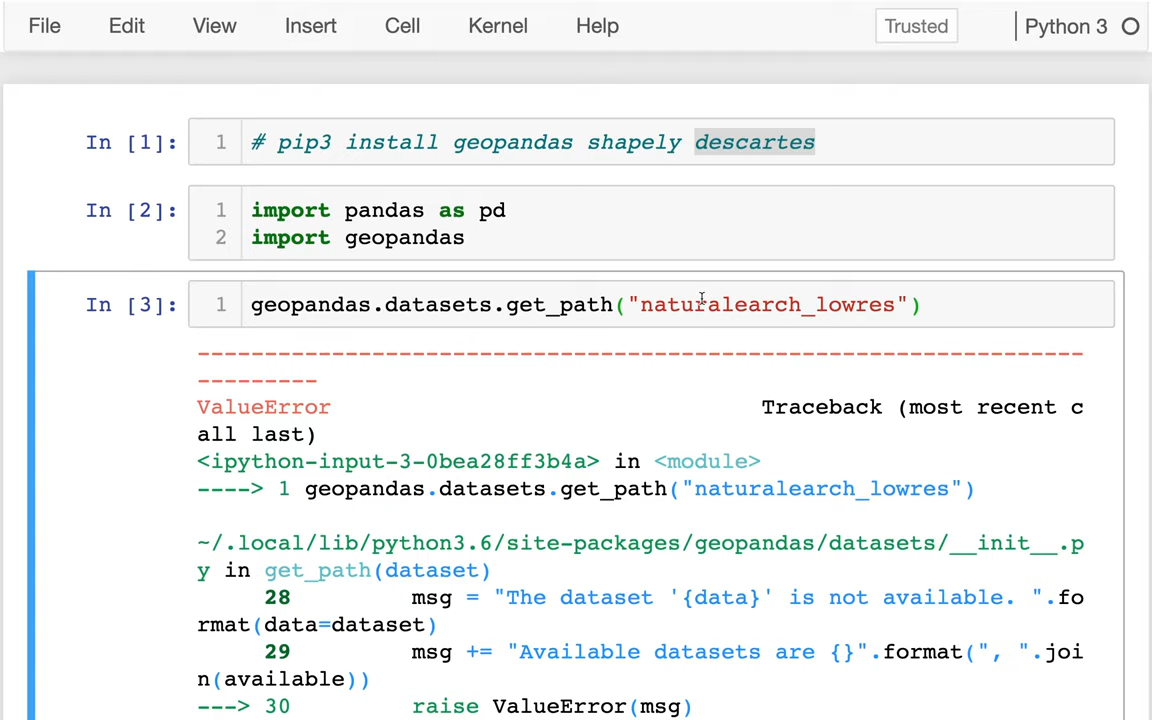 File Edit View Insert Cell Kernel Help Trusted Python 3
In [1]: 1 # pip3 install geopandas shapely descartes
In [2]: 1 import pandas as pd
2 import geopandas
In [3]: 1 geopandas.datasets.get_path("naturalearch_lowres")
------------------------------------------------------------------
---------
ValueError Traceback (most recent c
all last)
<ipython-input-3-0bea28ff3b4a> in <module>
----> 1 geopandas.datasets.get_path("naturalearch_lowres")
~/.local/lib/python3.6/site-packages/geopandas/datasets/__init__.p
y in get_path(dataset)
28 msg = "The dataset '{data}' is not available. ".fo
rmat(data=dataset)
29 msg += "Available datasets are {}".format(", ".joi
n(available))
---> 30 raise ValueError(msg)